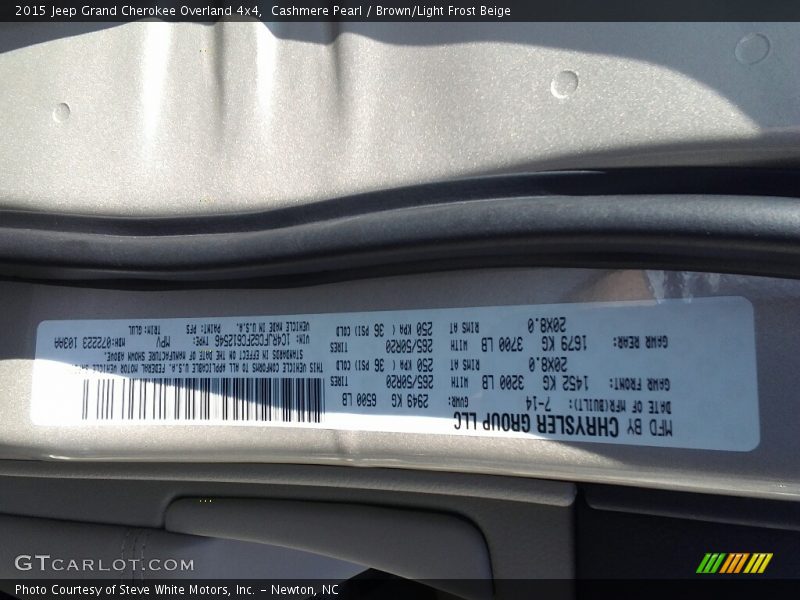 2015 Jeep Grand Cherokee Overland 4x4,  Cashmere Pearl / Brown/Light Frost Beige
MFD BY CHRYSLER GROUP LLC
DATE OF MFR(BUILT): 7-14 GVWR: 2949 KG 6500 LB
GAWR FRONT: 1452 KG 3200 LB WITH 265/50R20 TIRES
20X8.0 RIMS AT 250 KPA ( 36 PSI COLD
GAWR REAR: 1679 KG 3700 LB WITH 265/50R20 TIRES
20X8.0 RIMS AT 250 KPA ( 36 PSI COLD
THIS VEHICLE CONFORMS TO ALL APPLICABLE U.S.A. FEDERAL MOTOR VEHICLE
STANDARDS IN EFFECT ON THE DATE OF MANUFACTURE SHOWN ABOVE.
VIN: 1C4RJFCG2FC612546 TYPE: MPV MDH:072223 103AA
VEHICLE MADE IN U.S.A. PAINT: PFS TRIM:GLLU
GTCARLOT.COM
Photo Courtesy of Steve White Motors, Inc. – Newton, NC